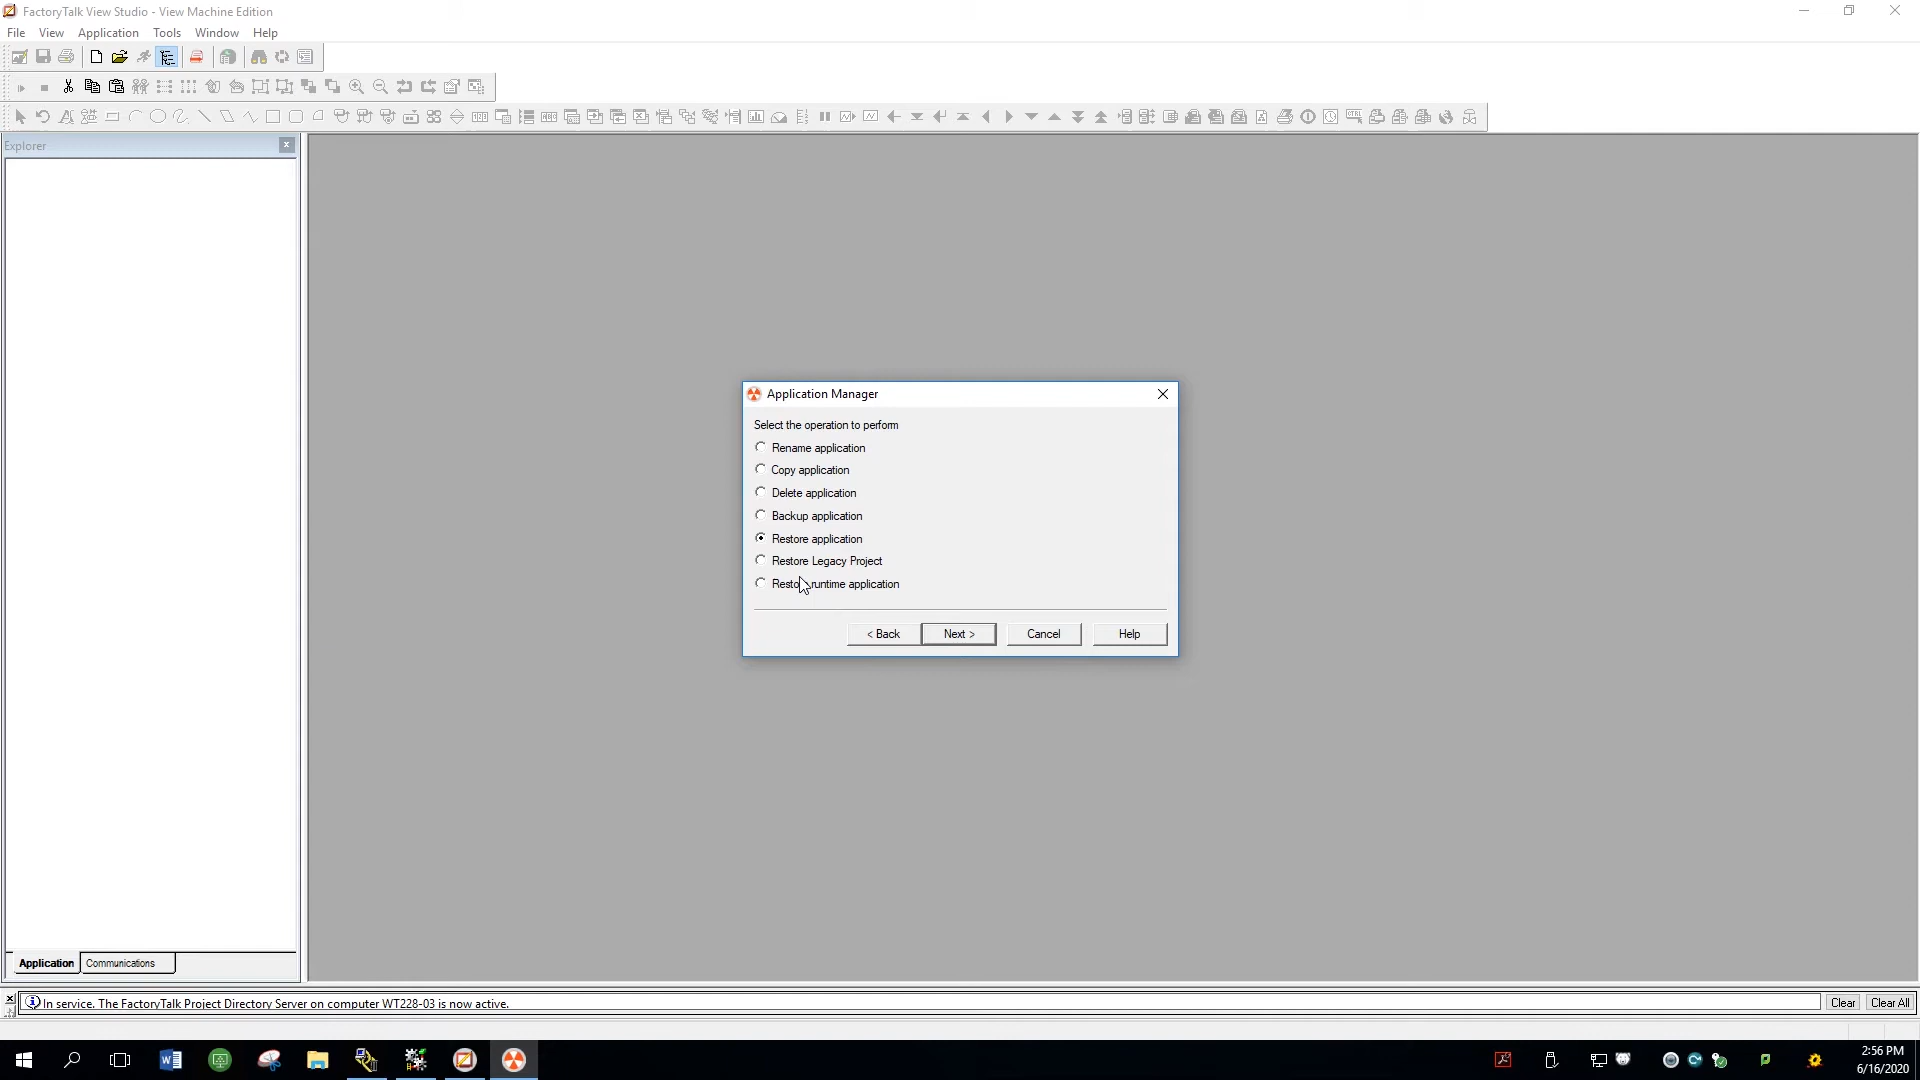 FactoryTalk View Studio - View Machine Edition
File View Application Tools Window Help
Explorer
Application Manager
Select the operation to perform
Rename application
Copy application
Delete application
Backup application
Restore application
Restore Legacy Project
Resto runtime application
< Back Next > Cancel Help
Application Communications
In service. The FactoryTalk Project Directory Server on computer WT228-03 is now active.
Clear Clear All
2:56 PM
6/16/2020